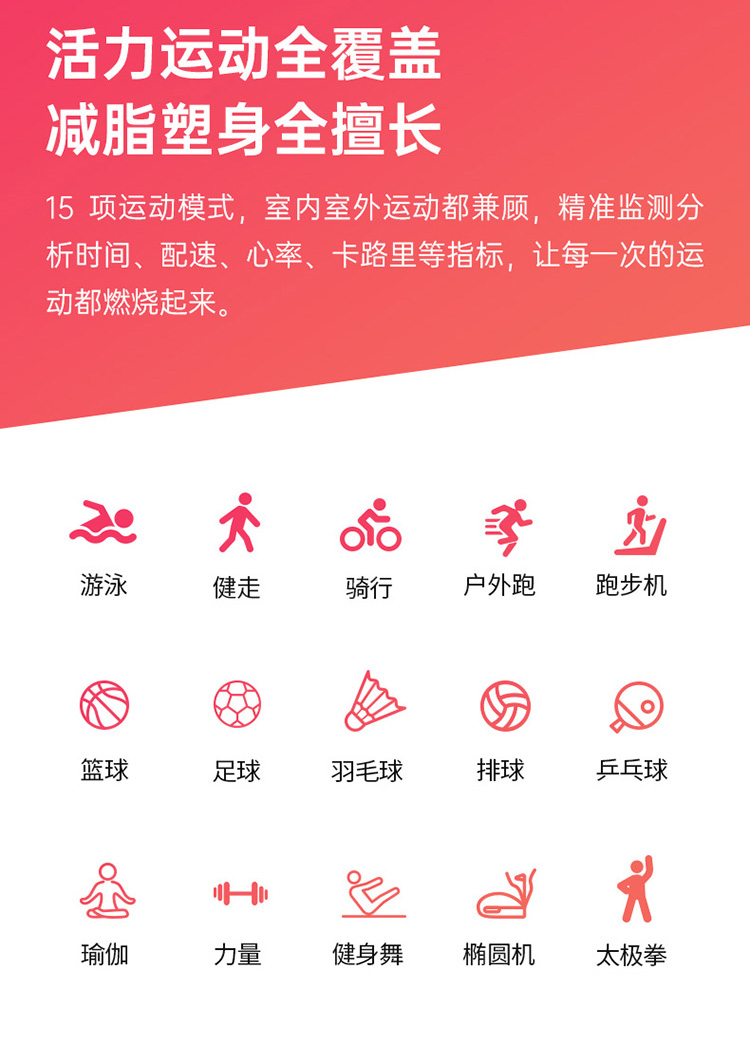 活力运动全覆盖
减脂塑身全擅长
15 项运动模式，室内室外运动都兼顾，精准监测分
析时间、配速、心率、卡路里等指标，让每一次的运
动都燃烧起来。
游泳 健走 骑行 户外跑 跑步机
篮球 足球 羽毛球 排球 乒乓球
瑜伽 力量 健身舞 椭圆机 太极拳